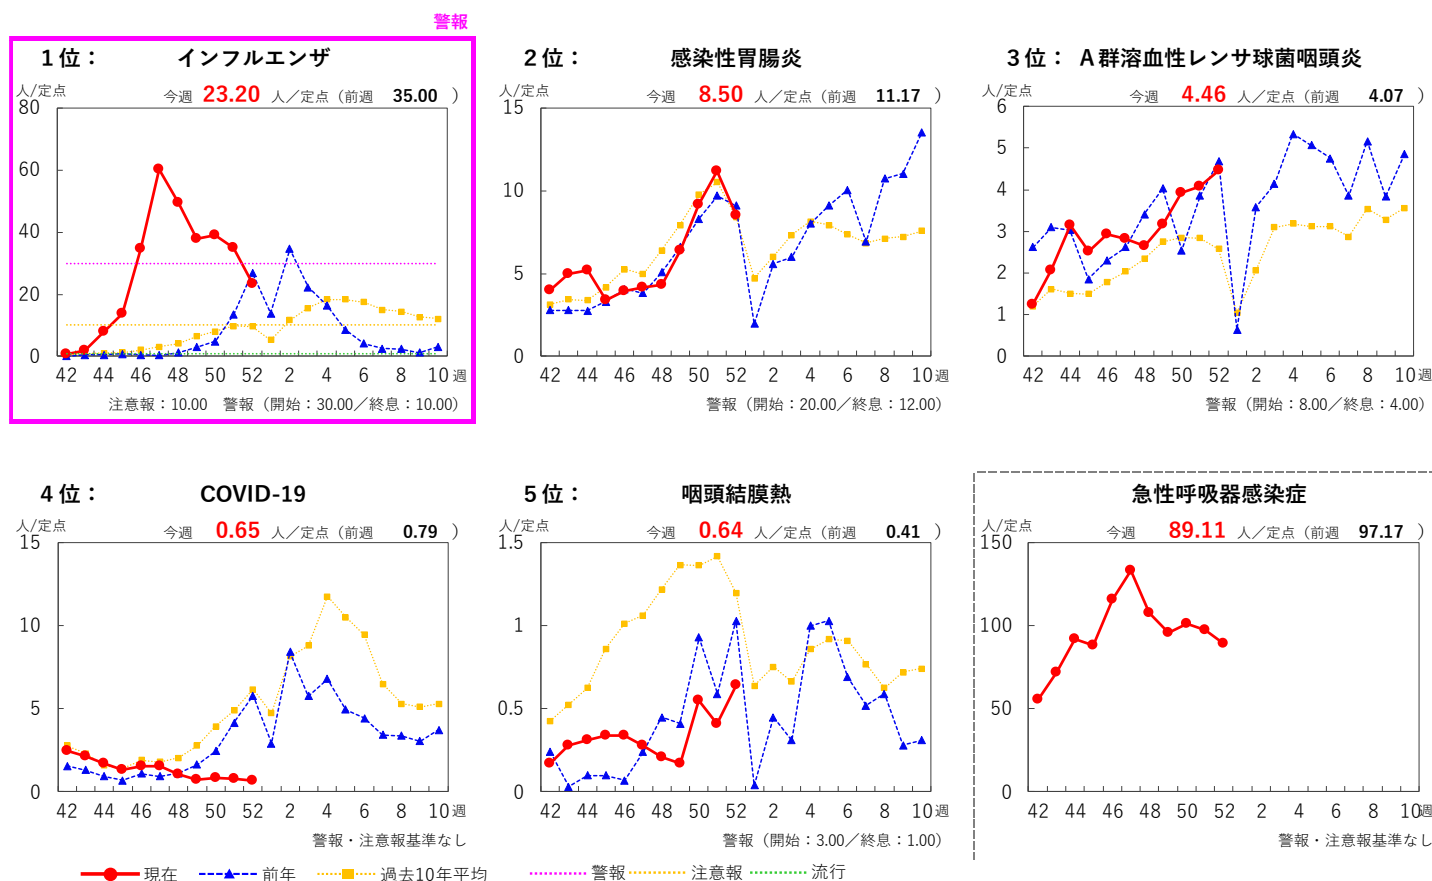 警報
1位： インフルエンザ
人/定点 今週 23.20 人／定点（前週 35.00 ）
80
60
40
20
0
42 44 46 48 50 52 2 4 6 8 10 週
注意報：10.00 警報（開始：30.00／終息：10.00）
2位： 感染性胃腸炎
人/定点 今週 8.50 人／定点（前週 11.17 ）
15
10
5
0
42 44 46 48 50 52 2 4 6 8 10 週
警報（開始：20.00／終息：12.00）
3位： A群溶血性レンサ球菌咽頭炎
人/定点 今週 4.46 人／定点（前週 4.07 ）
6
5
4
3
2
1
0
42 44 46 48 50 52 2 4 6 8 10 週
警報（開始：8.00／終息：4.00）
4位： COVID-19
人/定点 今週 0.65 人／定点（前週 0.79 ）
15
10
5
0
42 44 46 48 50 52 2 4 6 8 10 週
警報・注意報基準なし
5位： 咽頭結膜熱
人/定点 今週 0.64 人／定点（前週 0.41 ）
1.5
1
0.5
0
42 44 46 48 50 52 2 4 6 8 10 週
警報（開始：3.00／終息：1.00）
急性呼吸器感染症
人/定点 今週 89.11 人／定点（前週 97.17 ）
150
100
50
0
42 44 46 48 50 52 2 4 6 8 10 週
警報・注意報基準なし
現在 前年 過去10年平均 警報 注意報 流行